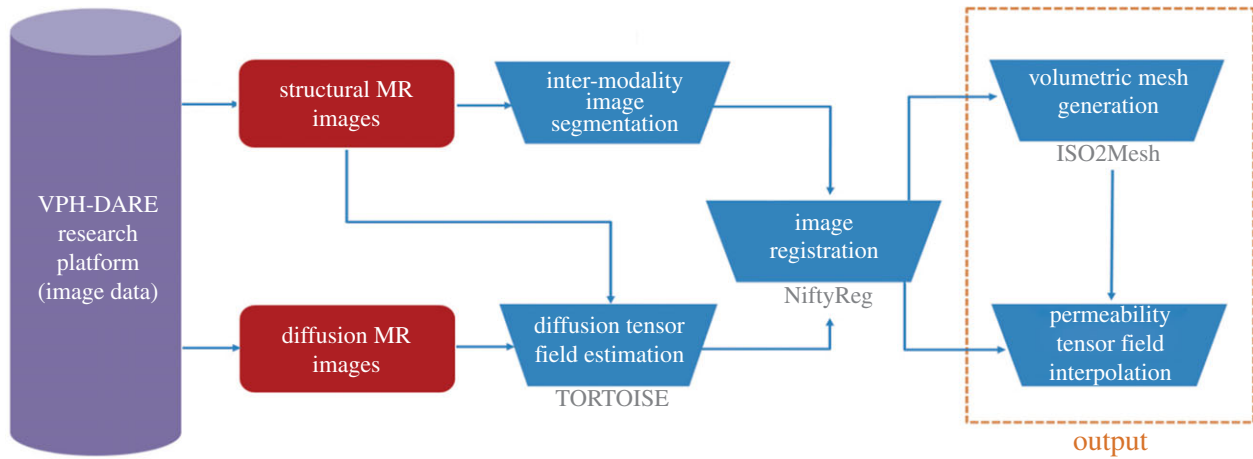 VPH-DARE
research
platform
(image data)
structural MR
images
diffusion MR
images
inter-modality
image
segmentation
diffusion tensor
field estimation
TORTOISE
image
registration
NiftyReg
volumetric mesh
generation
ISO2Mesh
permeability
tensor field
interpolation
output